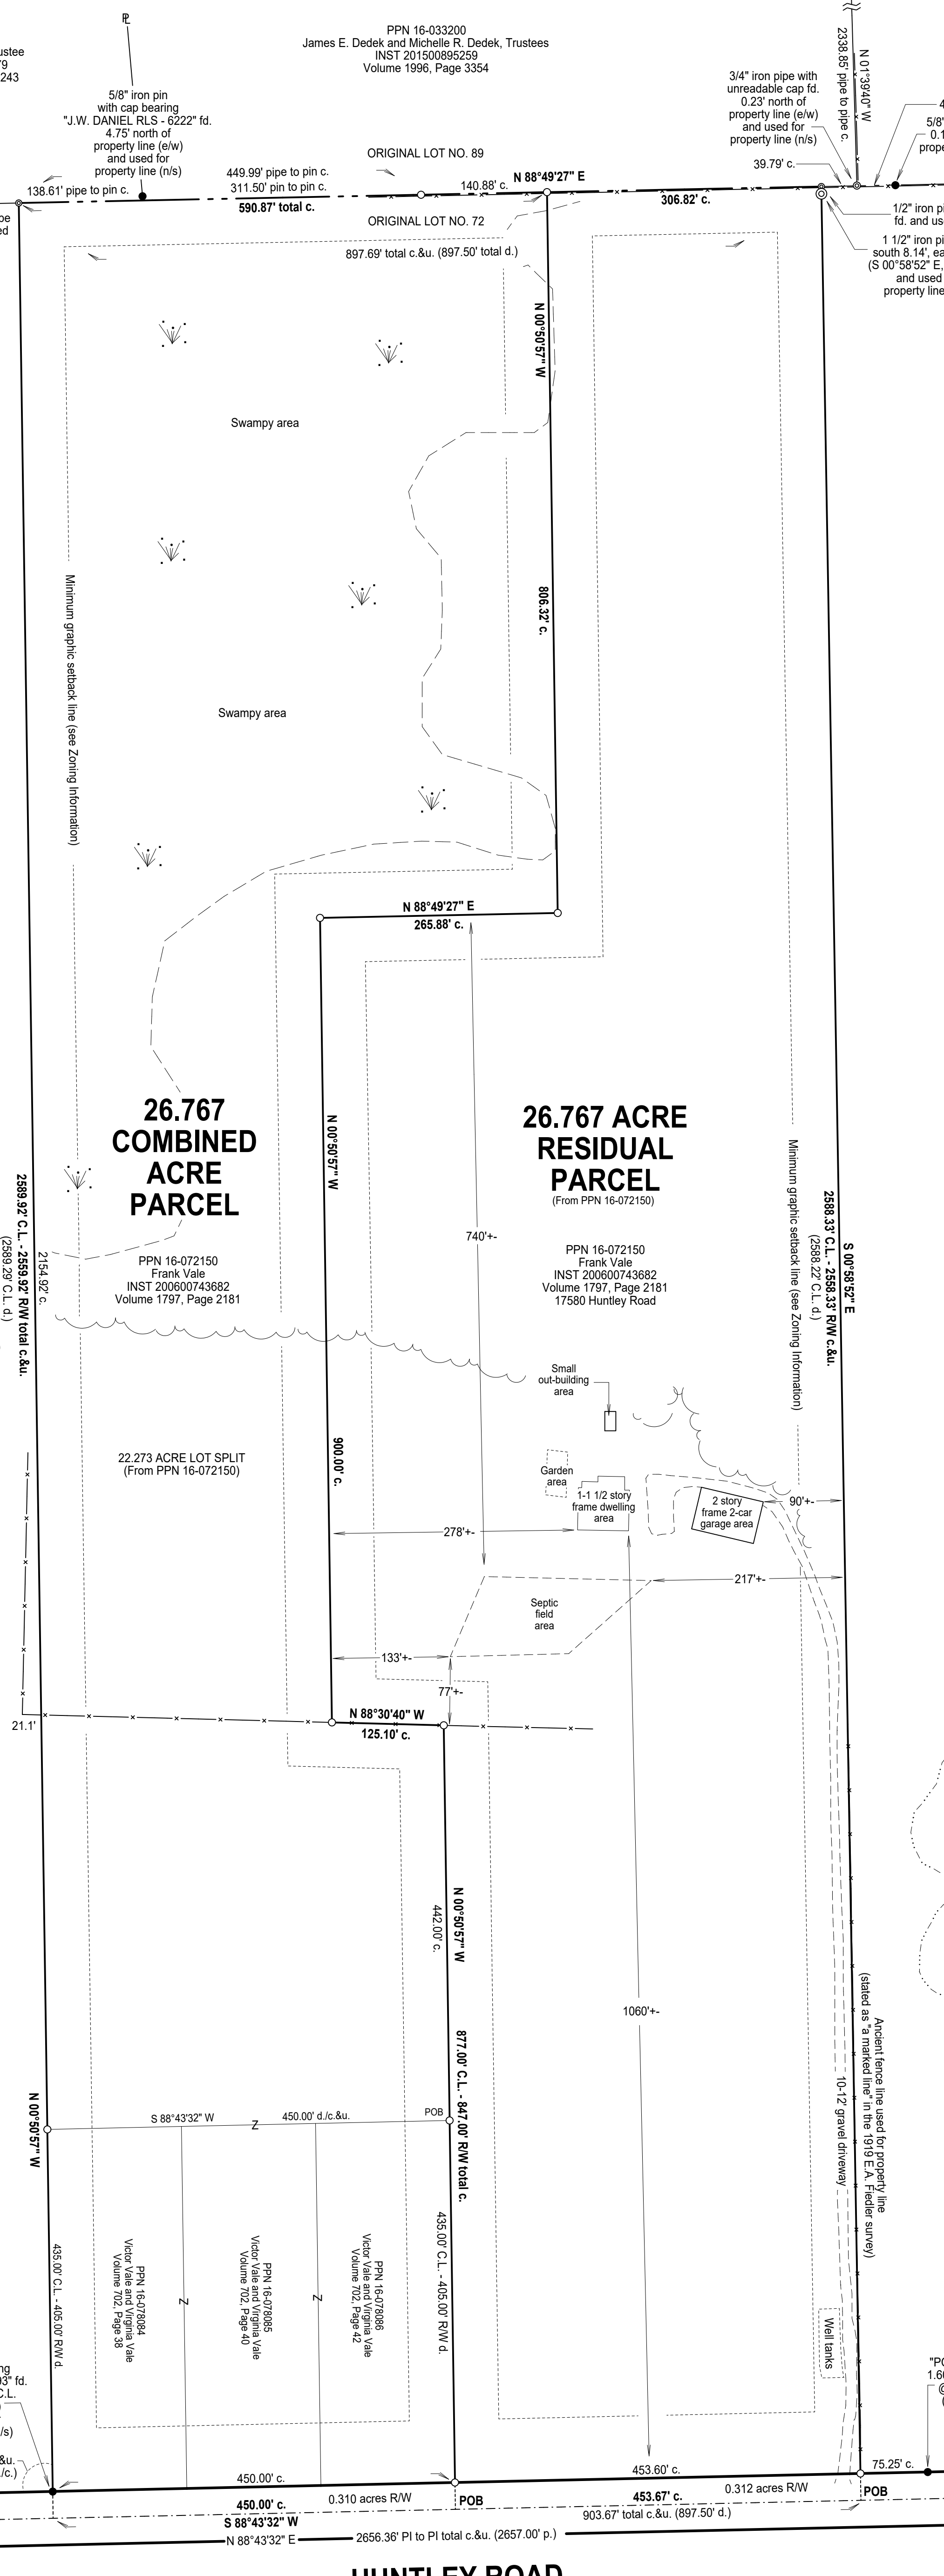 PPN 16-033200
James E. Dedek and Michelle R. Dedek, Trustees
INST 201500895259
Volume 1996, Page 3354
ustee
79
243
5/8" iron pin
with cap bearing
"J.W. DANIEL RLS - 6222" fd.
4.75' north of
property line (e/w)
and used for
property line (n/s)
2338.85' pipe to pipe c.
N 01°39'40" W
3/4" iron pipe with
unreadable cap fd.
0.23' north of
property line (e/w)
and used for
property line (n/s)
4
5/8"
0.1
prope
ORIGINAL LOT NO. 89
39.79' c.
449.99' pipe to pin c.
138.61' pipe to pin c.
311.50' pin to pin c.
140.88' c.
N 88°49'27" E
590.87' total c.
306.82' c.
pe
ed
ORIGINAL LOT NO. 72
1/2" iron pi
fd. and use
1 1/2" iron pi
south 8.14', ea
(S 00°58'52" E,
and used
property line
897.69' total c.&u. (897.50' total d.)
N 00°50'57" W
Swampy area
Minimum graphic setback line (see Zoning Information)
806.32' c.
Swampy area
N 88°49'27" E
265.88' c.
26.767
COMBINED
ACRE
PARCEL
26.767 ACRE
RESIDUAL
PARCEL
(From PPN 16-072150)
N 00°50'57" W
740'+-
PPN 16-072150
Frank Vale
INST 200600743682
Volume 1797, Page 2181
PPN 16-072150
Frank Vale
INST 200600743682
Volume 1797, Page 2181
17580 Huntley Road
2589.92' C.L. - 2559.92' R/W total c.&u.
(2589.29' C.L. d.)
2154.92' c.
Minimum graphic setback line (see Zoning Information)
2588.33' C.L. - 2558.33' R/W c.&u.
(2588.22' C.L. d.)
S 00°58'52" E
Small
out-building
area
22.273 ACRE LOT SPLIT
(From PPN 16-072150)
900.00' c.
Garden
area
1-1 1/2 story
frame dwelling
area
2 story
frame 2-car
garage area
90'+-
278'+-
217'+-
Septic
field
area
133'+-
77'+-
21.1'
N 88°30'40" W
125.10' c.
N 00°50'57" W
442.00' c.
1060'+-
877.00' C.L. - 847.00' R/W total c.
Ancient fence line used for property line
(stated as "a marked line" in the 1919 E.A. Fiedler survey)
10-12' gravel driveway
N 00°50'57" W
S 88°43'32" W
Z
450.00' d./c.&u.
POB
435.00' C.L. - 405.00' R/W d.
435.00' C.L. - 405.00' R/W d.
PPN 16-078084
Victor Vale and Virginia Vale
Volume 702, Page 38
Z
PPN 16-078085
Victor Vale and Virginia Vale
Volume 702, Page 40
Z
PPN 16-078086
Victor Vale and Virginia Vale
Volume 702, Page 42
Well tanks
ng
93" fd.
C.L.
)
/s)
&u.
/c.)
"PO
1.60
@
(
450.00' c.
453.60' c.
75.25' c.
450.00' c.
0.310 acres R/W
POB
453.67' c.
0.312 acres R/W
POB
S 88°43'32" W
903.67' total c.&u. (897.50' d.)
N 88°43'32" E
2656.36' PI to PI total c.&u. (2657.00' p.)
HUNTLEY ROAD